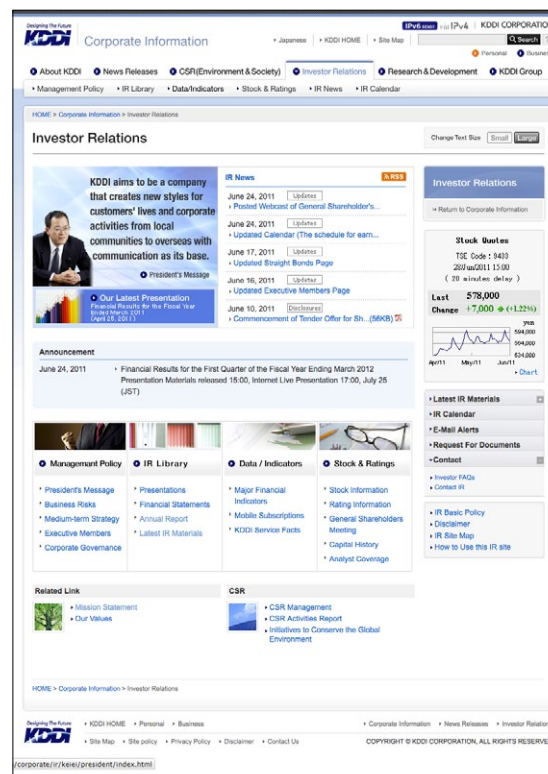 Designing The Future
KDDI
Corporate Information
Japanese
KDDI HOME
Site Map
IPv6
IPv4
KDDI CORPORATION
Search
Personal
About KDDI
News Releases
CSR(Environment & Society)
Investor Relations
Research & Development
KDDI Group
Management Policy
IR Library
Data/Indicators
Stock & Ratings
IR News
IR Calendar
HOME > Corporate Information > Investor Relations
Investor Relations
Change Text Size
Small
Large
KDDI aims to be a company
that creates new styles for
customers' lives and corporate
activities from local
communities to overseas with
communication as its base.
President's Message
Our Latest Presentation
Financial Results for the Fiscal Year
Ended March 2011
(April 25, 2011)
IR News
RSS
June 24, 2011 Updates
Posted Webcast of General Shareholder's...
June 24, 2011 Updates
Updated Calendar (The schedule for earn...
June 17, 2011 Updates
Updated Straight Bonds Page
June 16, 2011 Updates
Updated Executive Members Page
June 10, 2011 Disclosures
Commencement of Tender Offer for Sh...(56KB)
Investor Relations
Return to Corporate Information
Stock Quotes
TSE Code : 9433
28/Jun/2011 15:00
( 20 minutes delay )
Last 578,000
Change +7,000 (+1.22%)
yen
594,000
564,000
534,000
Apr/11 May/11 Jun/11
Chart
Announcement
June 24, 2011
Financial Results for the First Quarter of the Fiscal Year Ending March 2012
Presentation Materials released 15:00, Internet Live Presentation 17:00, July 25
(JST)
Latest IR Materials
IR Calendar
E-Mail Alerts
Request For Documents
Contact
Investor FAQs
Contact IR
IR Basic Policy
Disclaimer
IR Site Map
How to Use this IR site
Managemant Policy
President's Message
Business Risks
Medium-term Strategy
Executive Members
Corporate Governance
IR Library
Presentations
Financial Statements
Annual Report
Latest IR Materials
Data / Indicators
Major Financial
Indicators
Mobile Subscriptions
KDDI Service Facts
Stock & Ratings
Stock Information
Rating Information
General Shareholders
Meeting
Capital History
Analyst Coverage
Related Link
Mission Statement
Our Values
CSR
CSR Management
CSR Activities Report
Initiatives to Conserve the Global
Environment
HOME > Corporate Information > Investor Relations
Designing The Future
KDDI
KDDI HOME
Personal
Business
Corporate Information
News Releases
Investor Relation
Site Map
Site policy
Privacy Policy
Disclaimer
Contact Us
COPYRIGHT © KDDI CORPORATION, ALL RIGHTS RESERVE
/corporate/ir/keiei/president/index.html